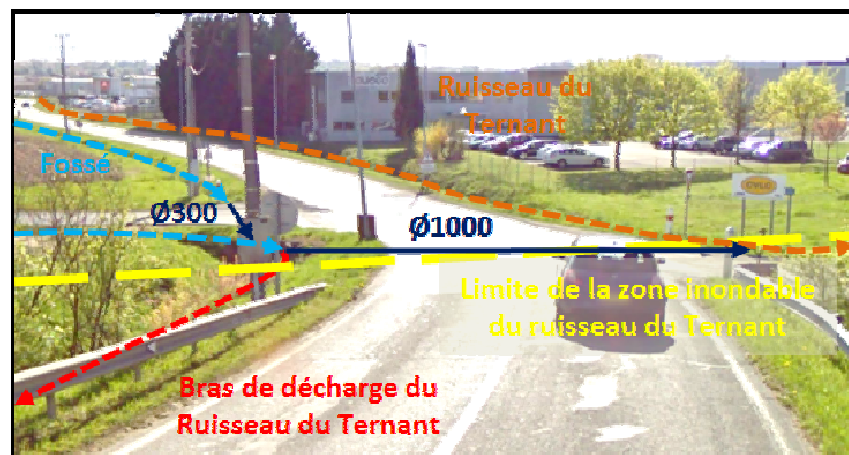 Ruisseau du
Ternant
Fossé
Ø300
Ø1000
Limite de la zone inondable
du ruisseau du Ternant
Bras de décharge du
Ruisseau du Ternant